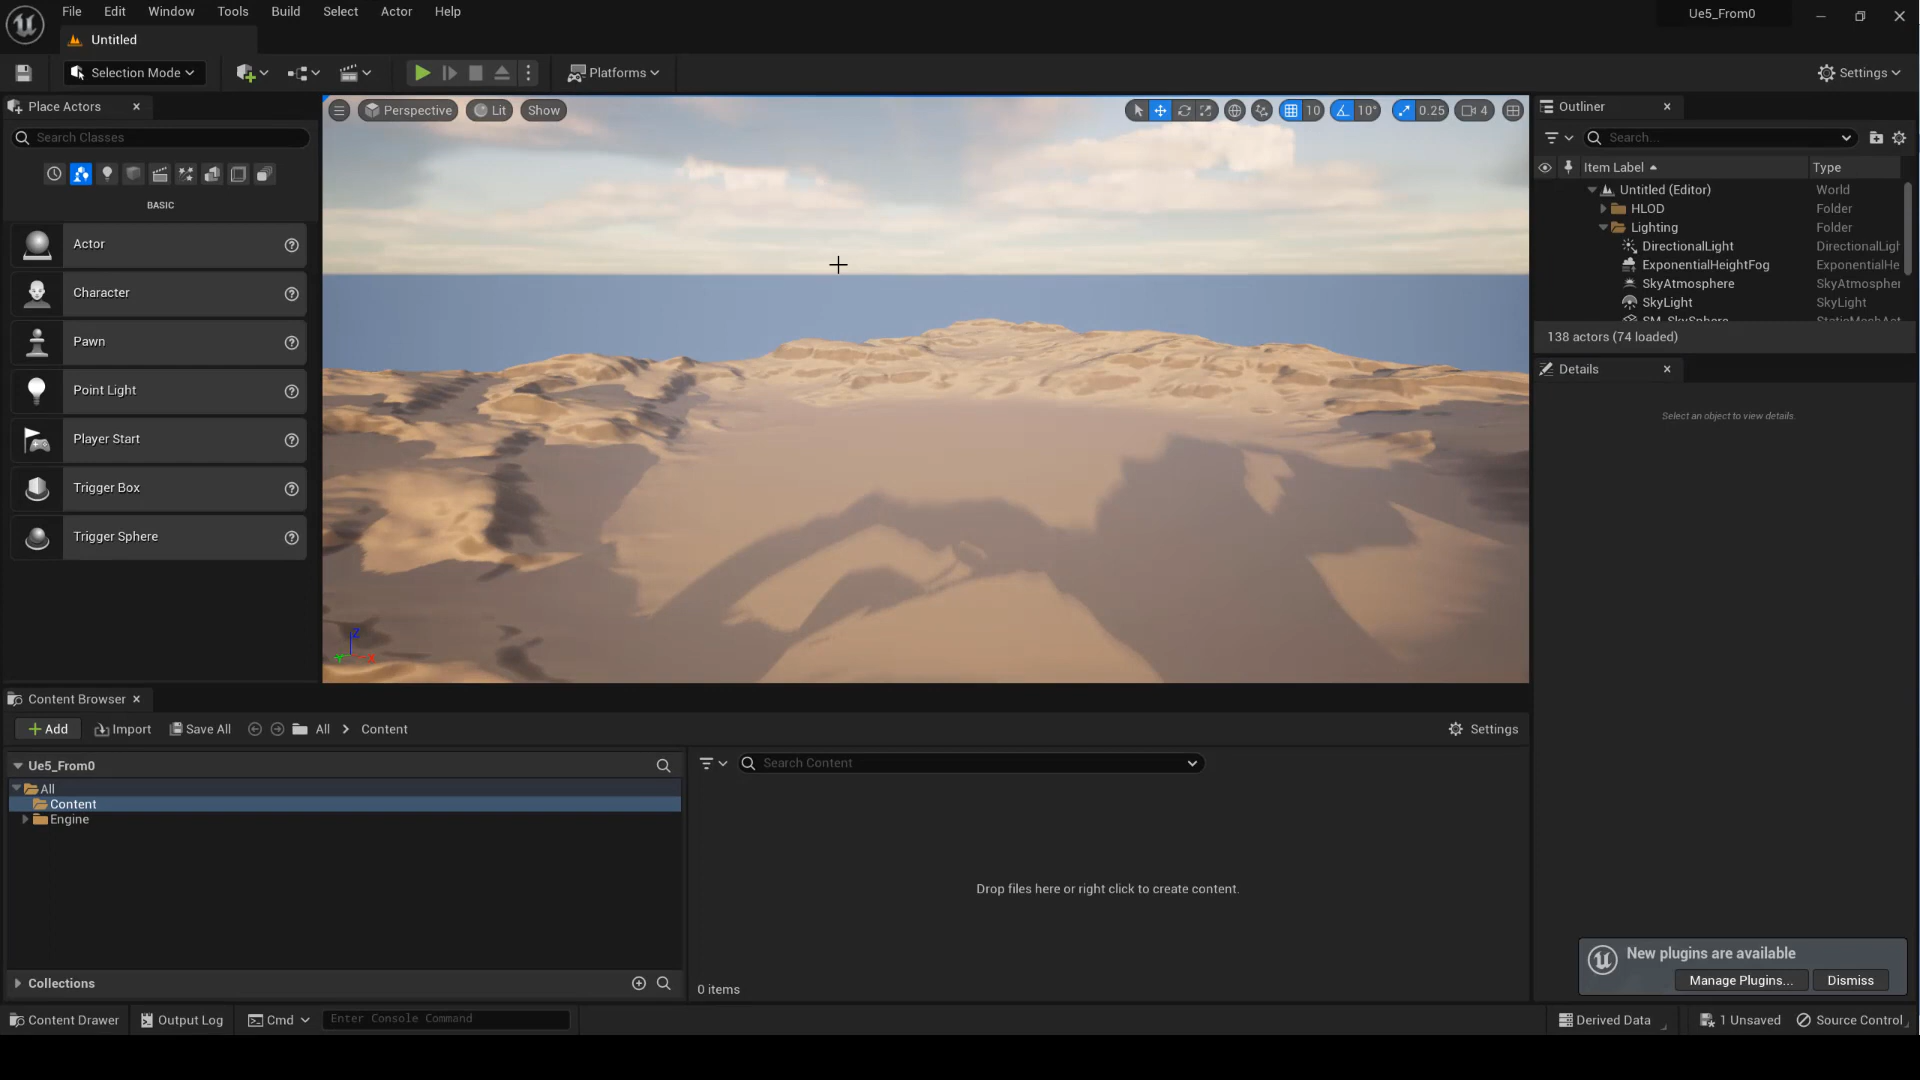 File Edit Window Tools Build Select Actor Help
Ue5_From0
Untitled
Selection Mode
Platforms
Settings
Place Actors
Search Classes
BASIC
Actor
Character
Pawn
Point Light
Player Start
Trigger Box
Trigger Sphere
Perspective Lit Show
10 10° 0.25 4
Z
X
Outliner
Search...
Item Label Type
Untitled (Editor) World
HLOD Folder
Lighting Folder
DirectionalLight DirectionalLigh
ExponentialHeightFog ExponentialHe
SkyAtmosphere SkyAtmospher
SkyLight SkyLight
SM_SkySphere StaticMeshAct
138 actors (74 loaded)
Details
Select an object to view details.
Content Browser
Add Import Save All All Content
Settings
Ue5_From0
All
Content
Engine
Collections
Search Content
Drop files here or right click to create content.
0 items
New plugins are available
Manage Plugins... Dismiss
Content Drawer Output Log Cmd Enter Console Command
Derived Data 1 Unsaved Source Control